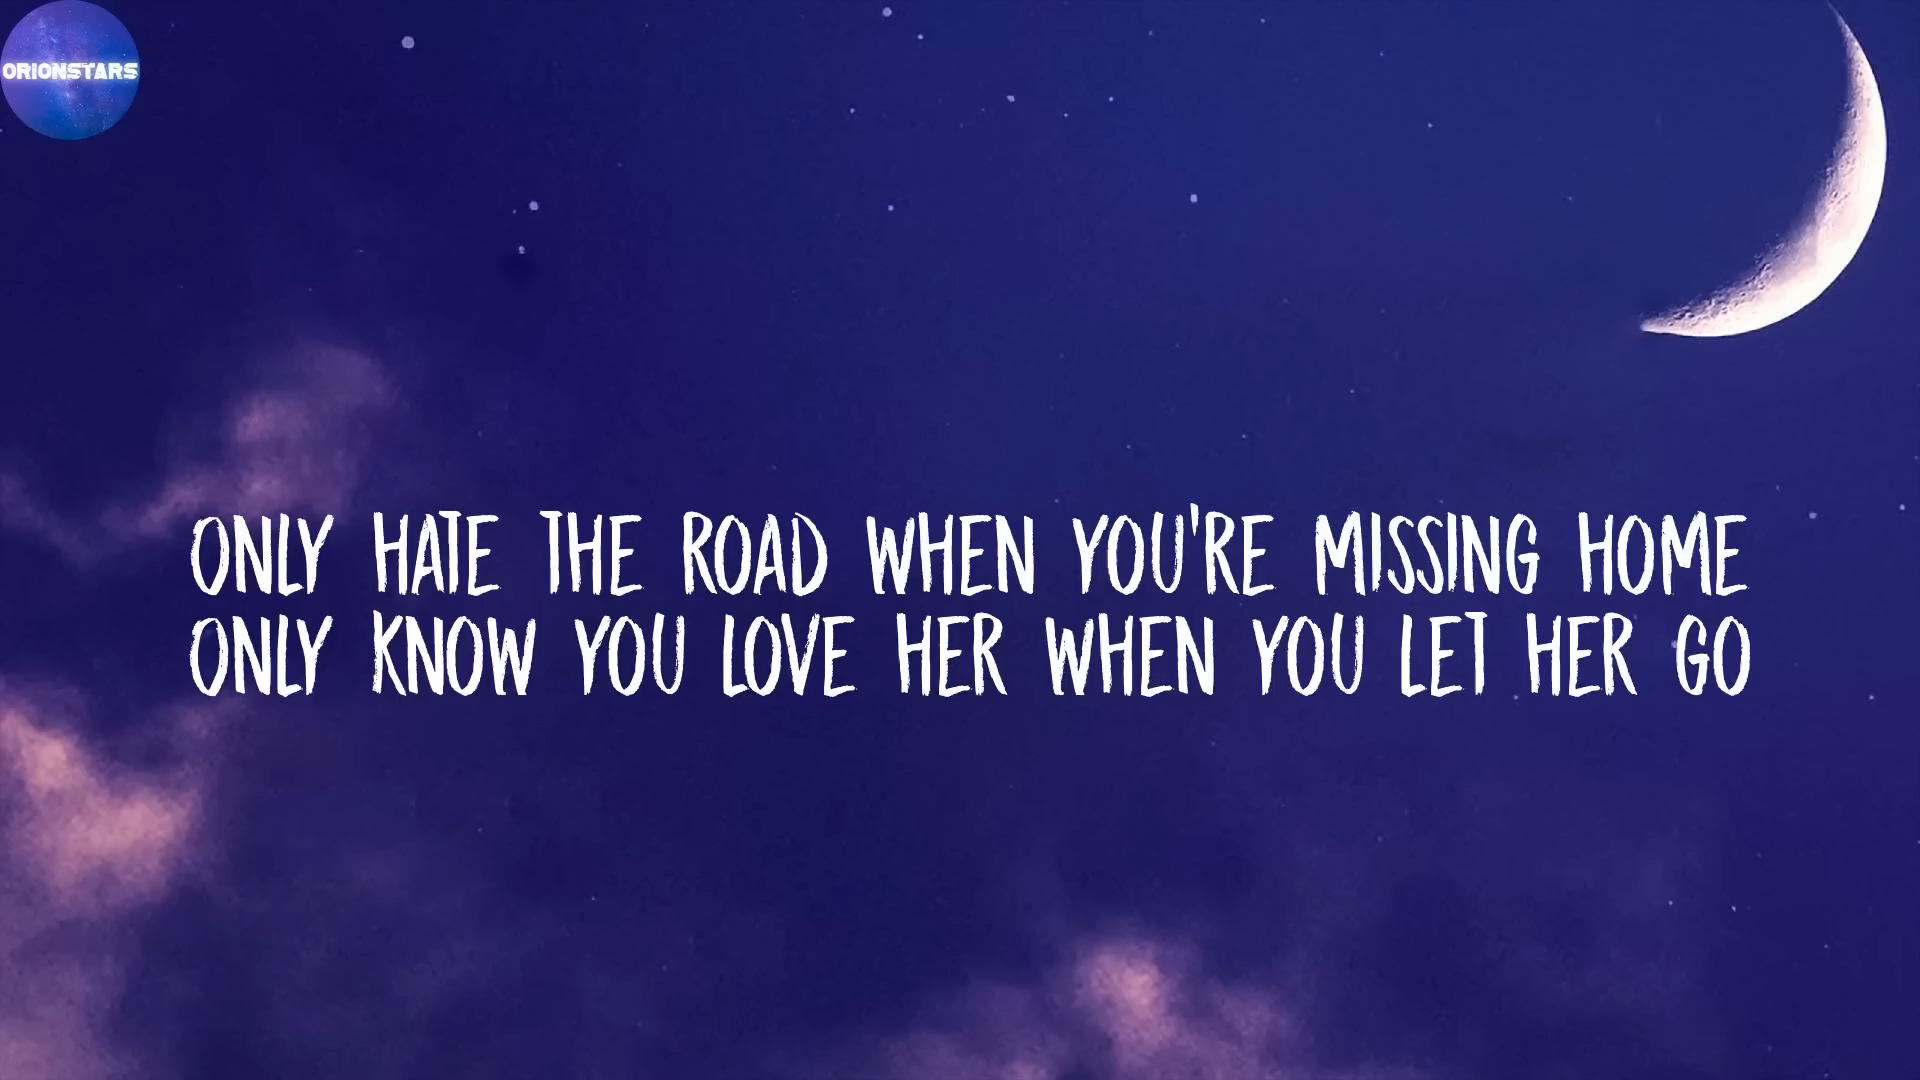 ORIONSTARS
ONLY HATE THE ROAD WHEN YOU'RE MISSING HOME
ONLY KNOW YOU LOVE HER WHEN YOU LET HER GO